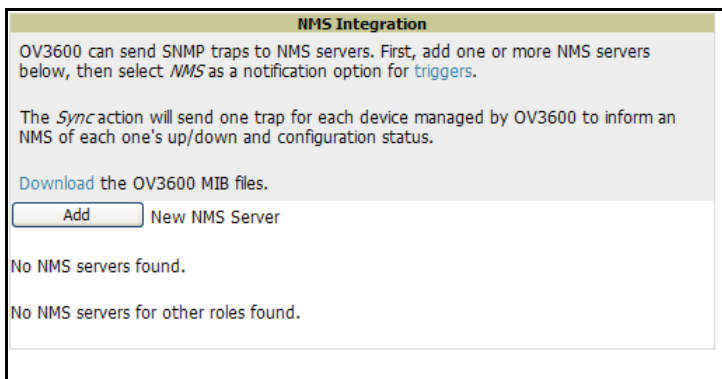 NMS Integration
OV3600 can send SNMP traps to NMS servers. First, add one or more NMS servers
below, then select NMS as a notification option for triggers.
The Sync action will send one trap for each device managed by OV3600 to inform an
NMS of each one's up/down and configuration status.
Download the OV3600 MIB files.
Add New NMS Server
No NMS servers found.
No NMS servers for other roles found.